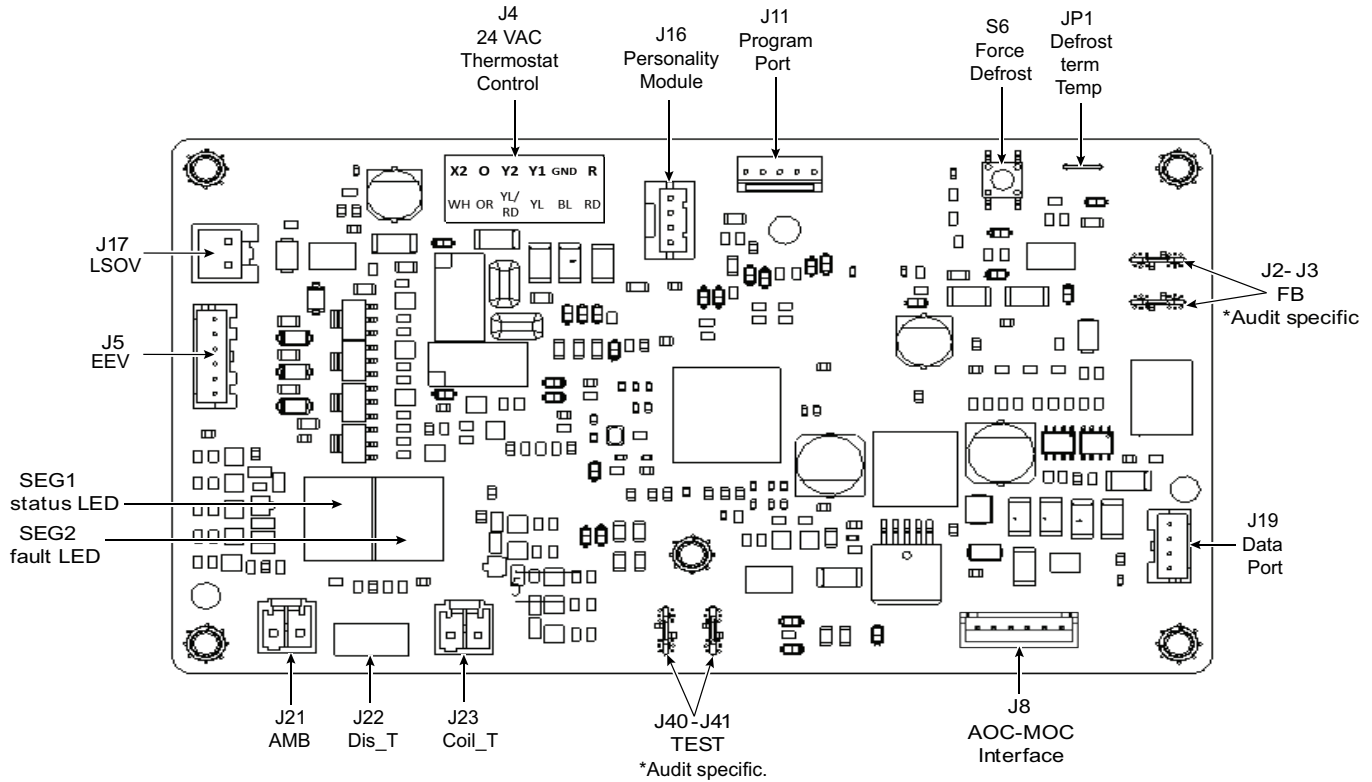 J4
24 VAC
Thermostat
Control
J16
Personality
Module
J11
Program
Port
S6
Force
Defrost
JP1
Defrost
term
Temp
X2 O Y2 Y1 GND R
WH OR YL/RD YL BL RD
J17
LSOV
J2- J3
FB
*Audit specific
J5
EEV
SEG1
status LED
SEG2
fault LED
J19
Data
Port
J21
AMB
J22
Dis_T
J23
Coil_T
J40-J41
TEST
*Audit specific.
J8
AOC-MOC
Interface